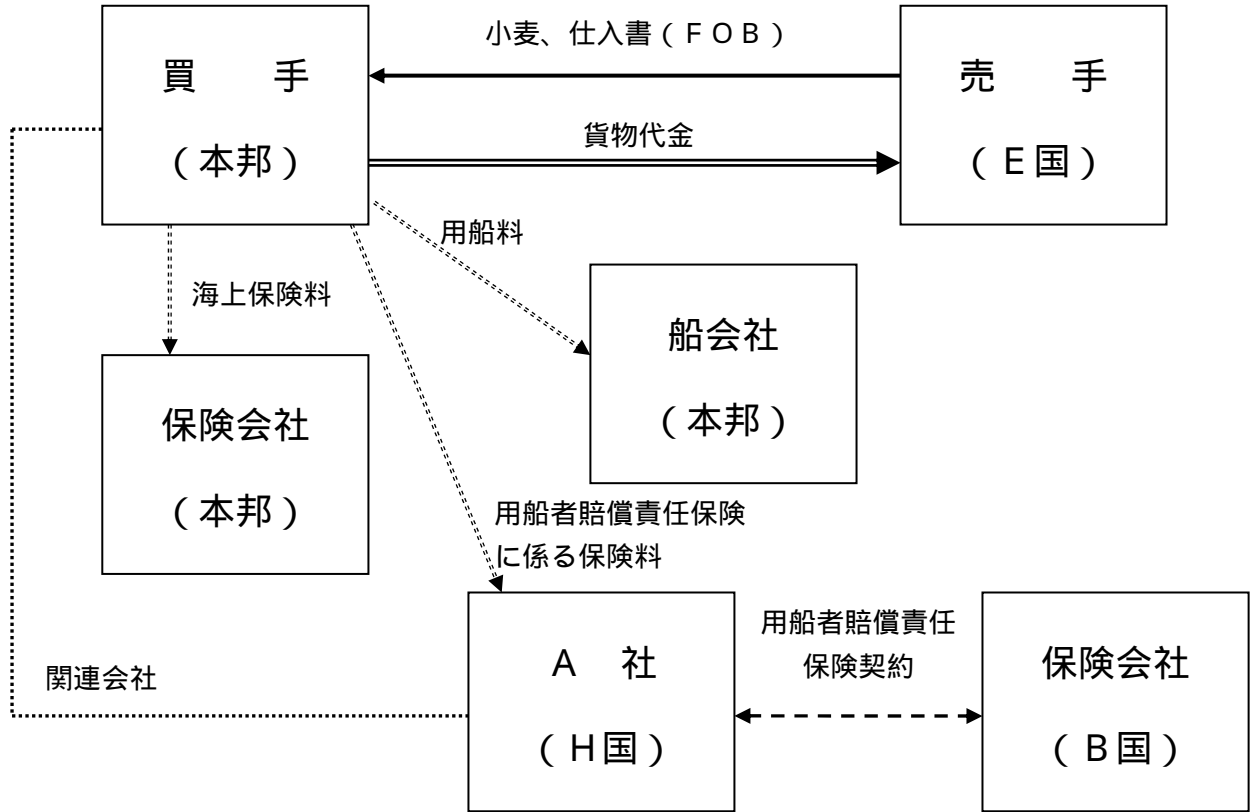 小麦、仕入書(FOB)
買　手
(本邦)
売　手
(E国)
貨物代金
用船料
海上保険料
船会社
(本邦)
保険会社
(本邦)
用船者賠償責任保険
に係る保険料
関連会社
A　社
(H国)
用船者賠償責任
保険契約
保険会社
(B国)